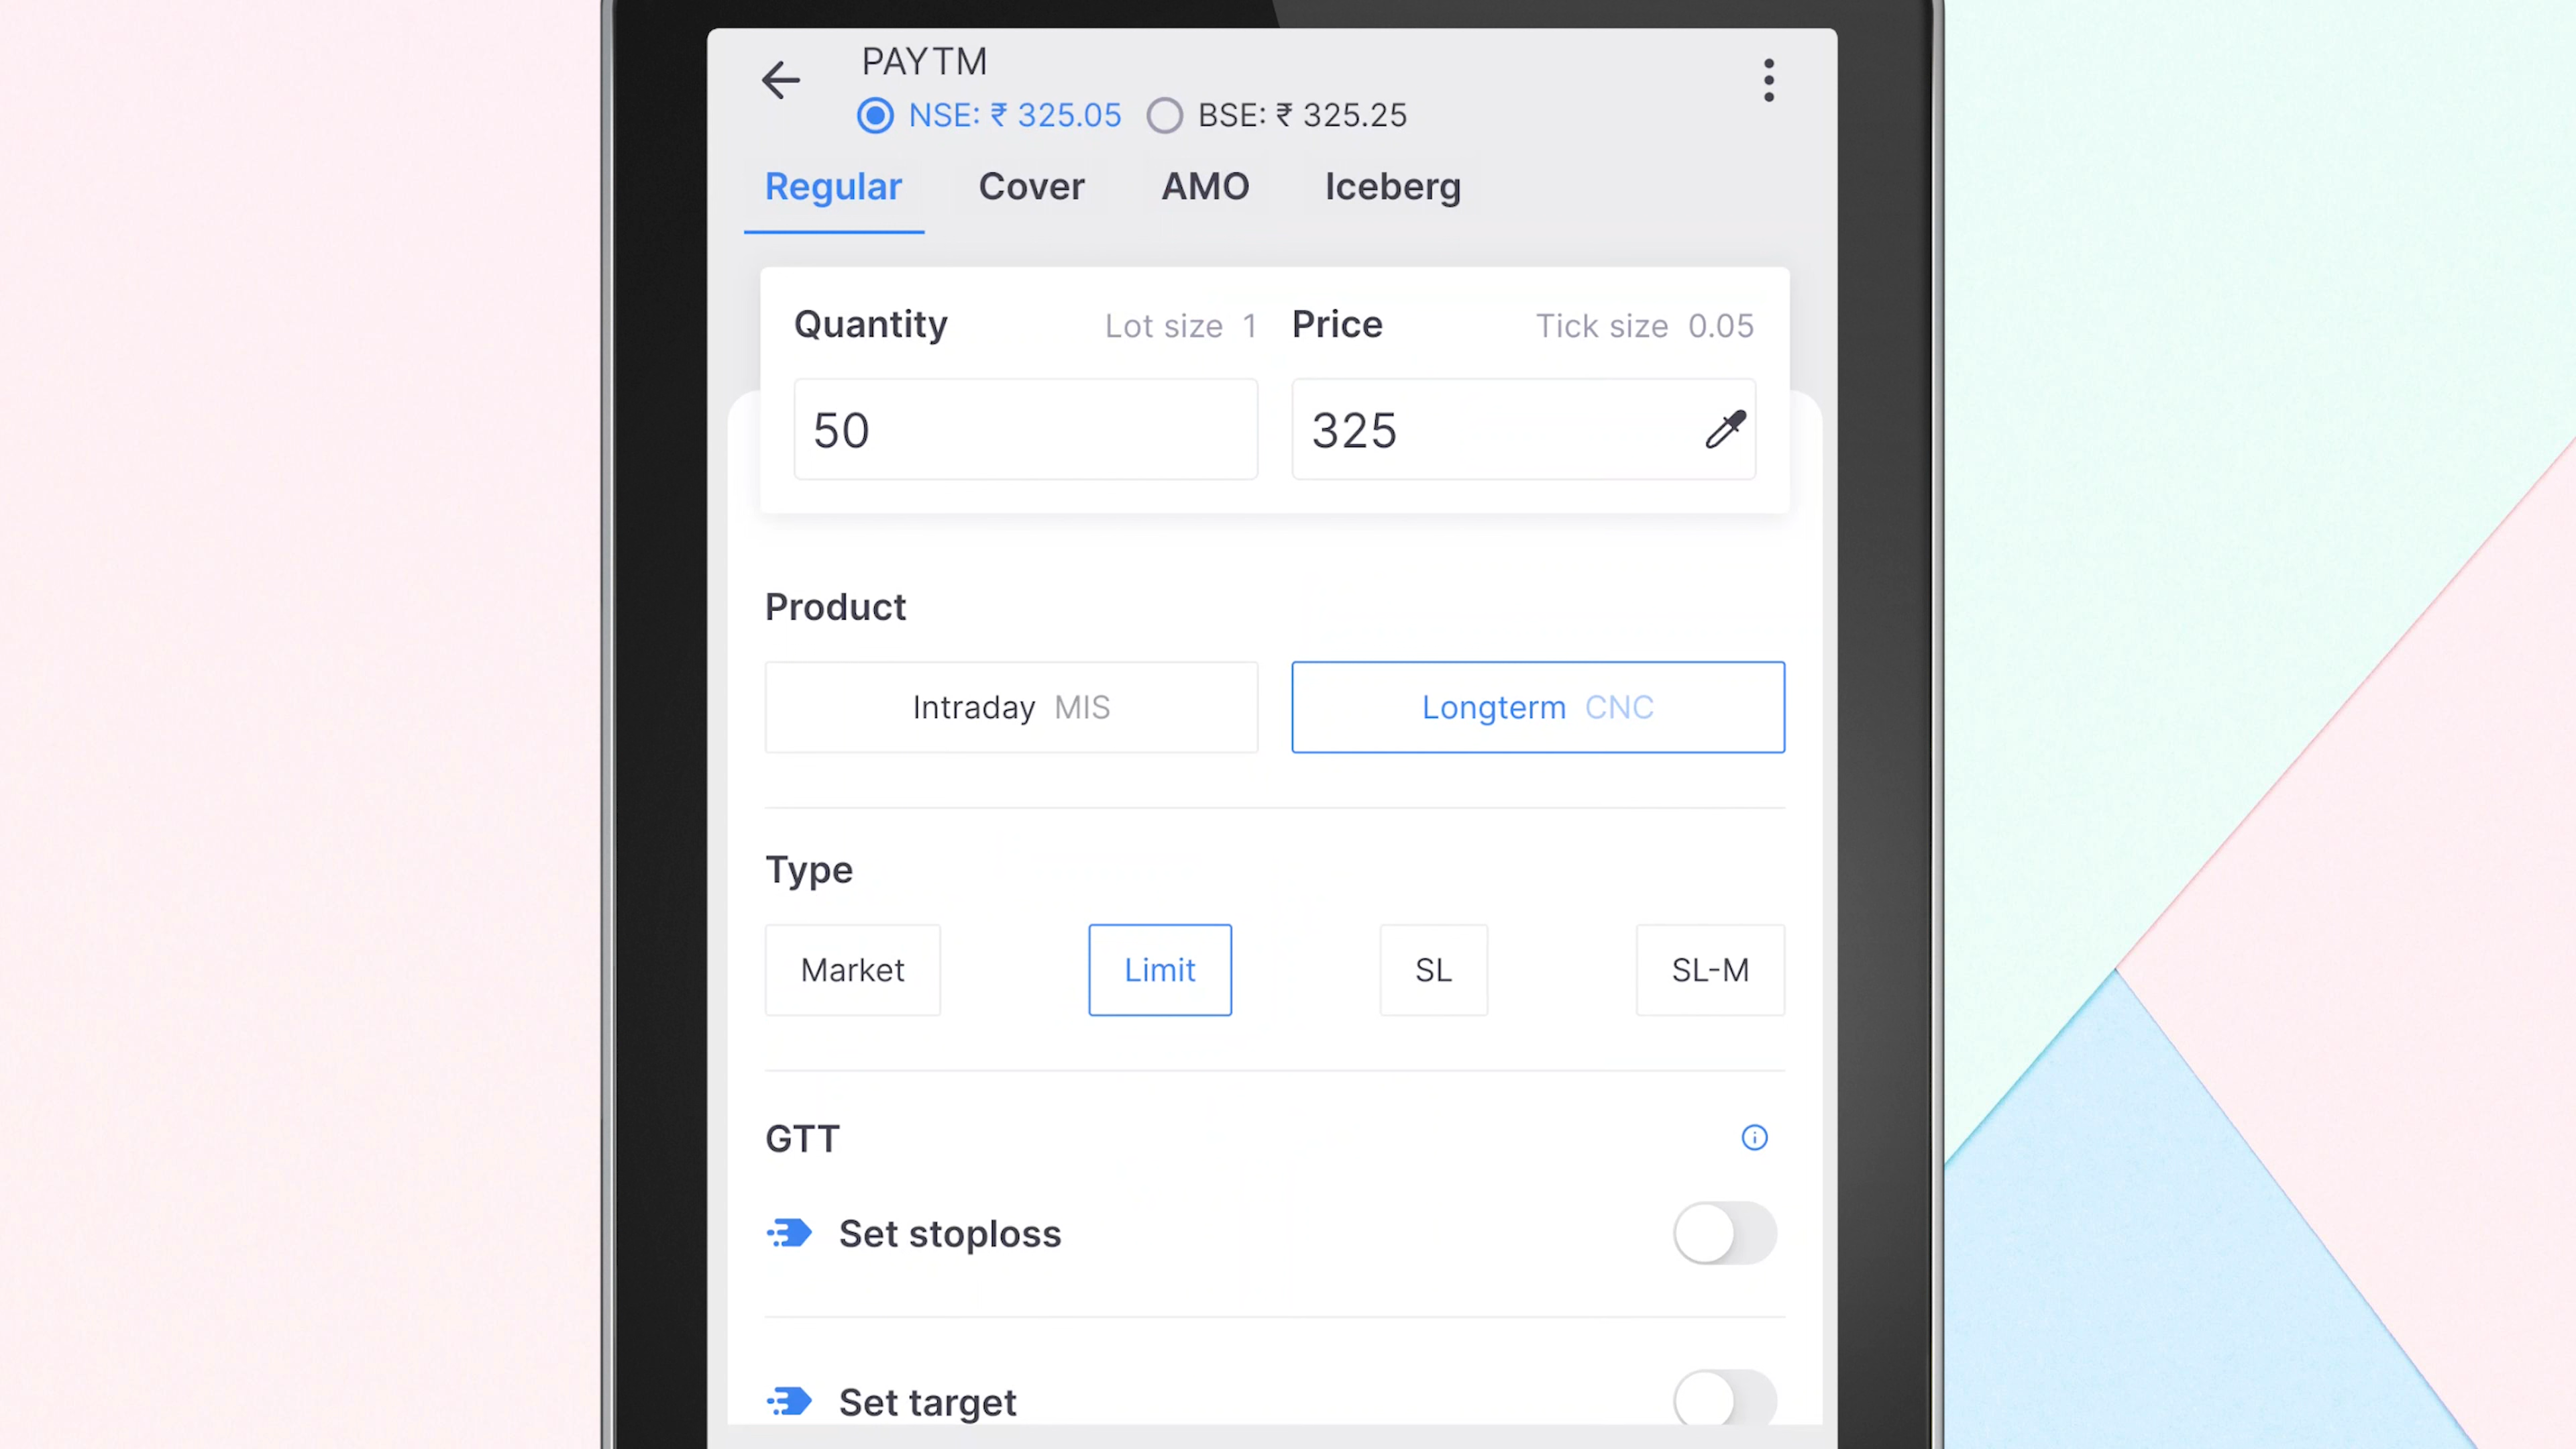 PAYTM
NSE: ₹ 325.05 BSE: ₹ 325.25
Regular Cover AMO Iceberg
Quantity Lot size 1 Price Tick size 0.05
50 325
Product
Intraday MIS Longterm CNC
Type
Market Limit SL SL-M
GTT
Set stoploss
Set target